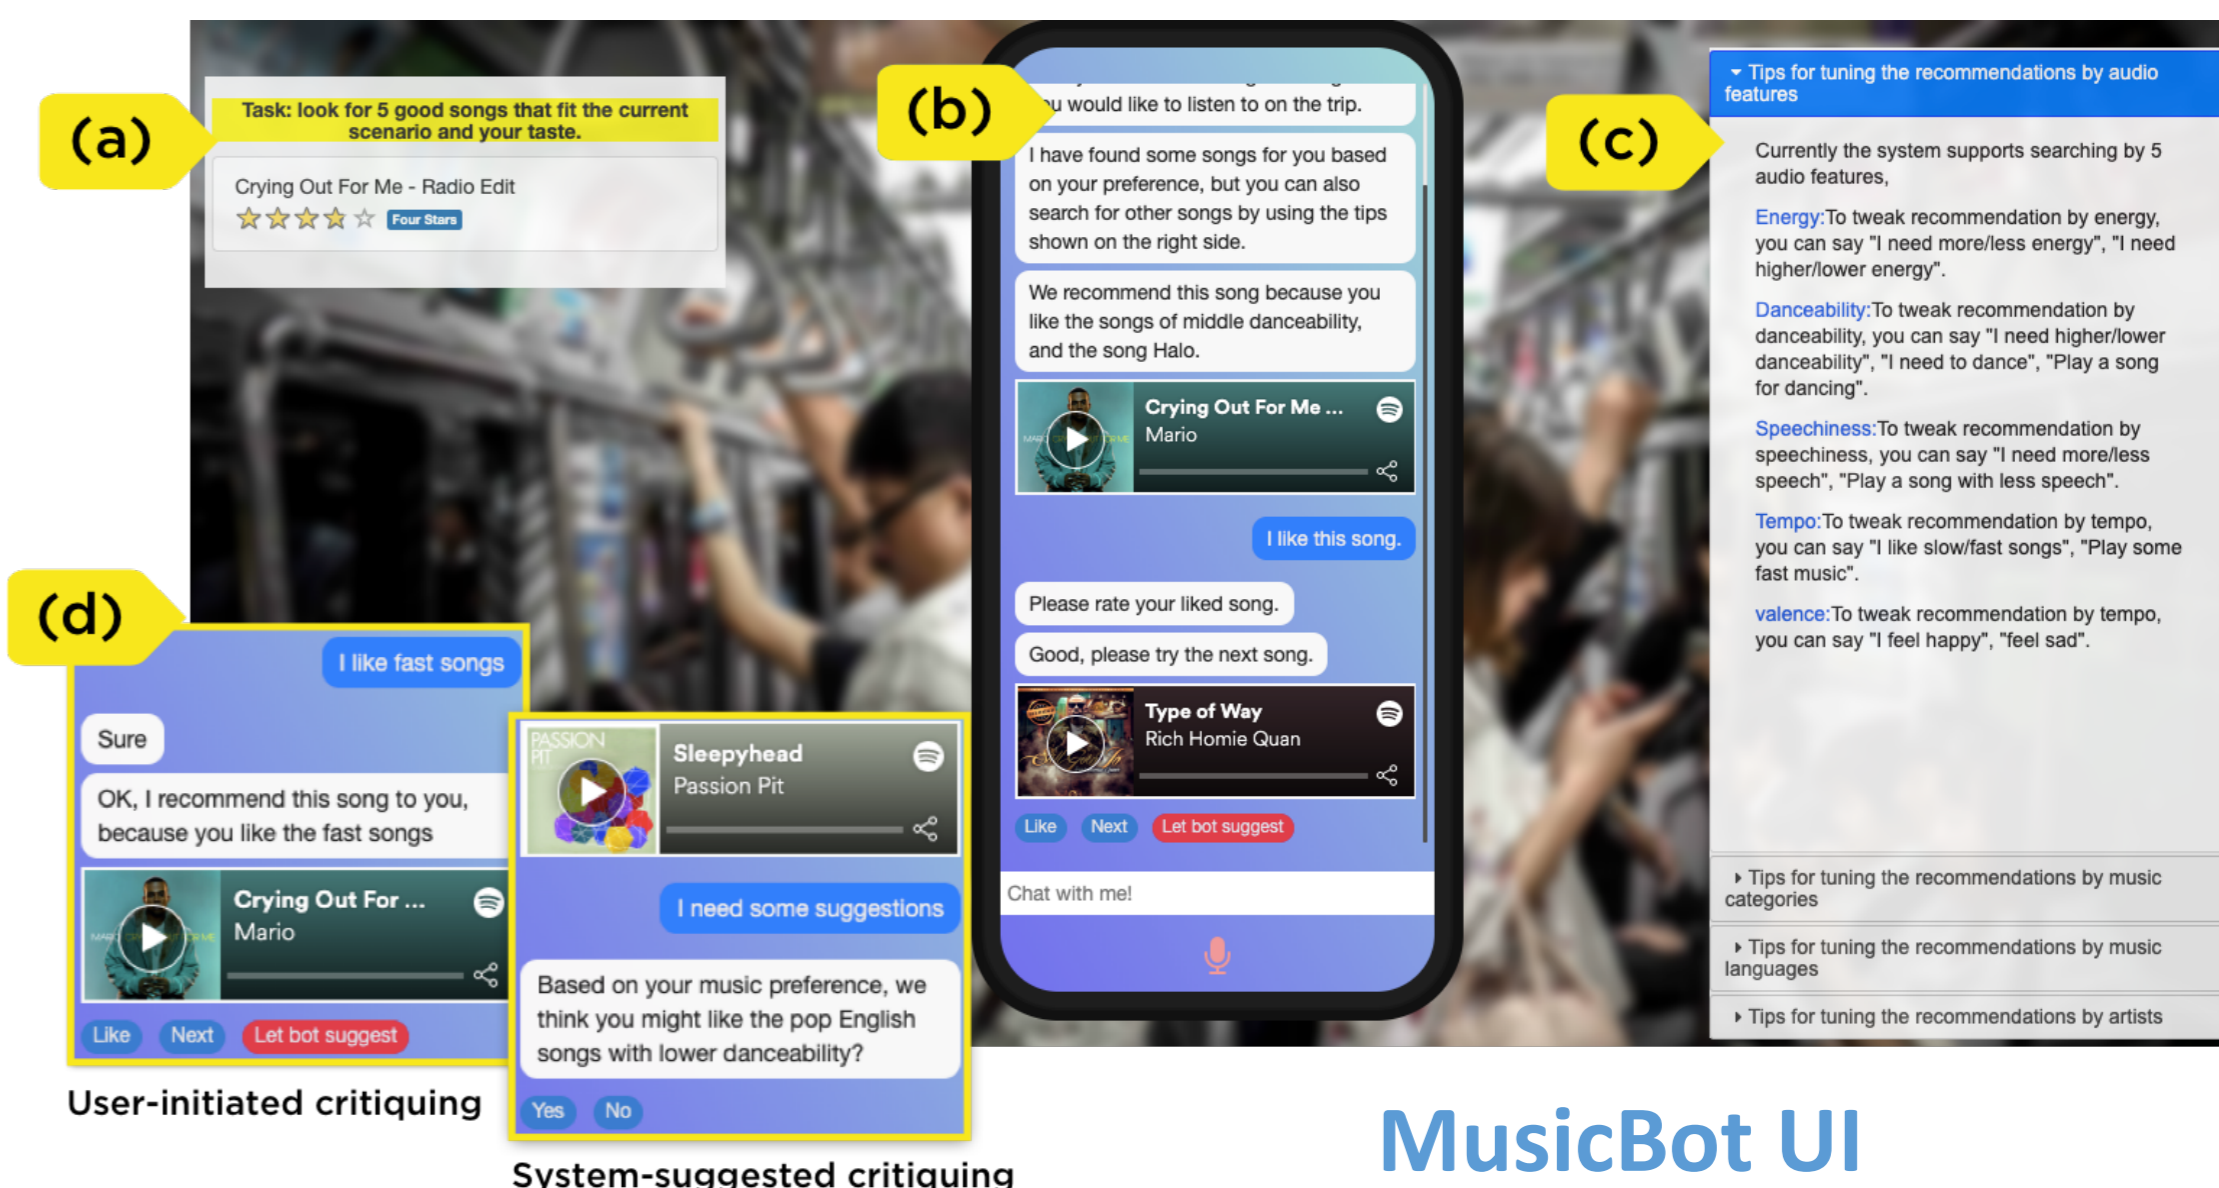 (a)
Task: look for 5 good songs that fit the current
scenario and your taste.
Crying Out For Me - Radio Edit
Four Stars
(b)
would like to listen to on the trip.
I have found some songs for you based
on your preference, but you can also
search for other songs by using the tips
shown on the right side.
We recommend this song because you
like the songs of middle danceability,
and the song Halo.
Crying Out For Me ...
Mario
I like this song.
Please rate your liked song.
Good, please try the next song.
Type of Way
Rich Homie Quan
Like Next Let bot suggest
Chat with me!
(c)
Tips for tuning the recommendations by audio
features
Currently the system supports searching by 5
audio features,
Energy:To tweak recommendation by energy,
you can say "I need more/less energy", "I need
higher/lower energy".
Danceability:To tweak recommendation by
danceability, you can say "I need higher/lower
danceability", "I need to dance", "Play a song
for dancing".
Speechiness:To tweak recommendation by
speechiness, you can say "I need more/less
speech", "Play a song with less speech".
Tempo:To tweak recommendation by tempo,
you can say "I like slow/fast songs", "Play some
fast music".
valence:To tweak recommendation by tempo,
you can say "I feel happy", "feel sad".
Tips for tuning the recommendations by music
categories
Tips for tuning the recommendations by music
languages
Tips for tuning the recommendations by artists
(d)
I like fast songs
Sure
OK, I recommend this song to you,
because you like the fast songs
Crying Out For ...
Mario
Like Next Let bot suggest
User-initiated critiquing
PASSION
PIT
Sleepyhead
Passion Pit
I need some suggestions
Based on your music preference, we
think you might like the pop English
songs with lower danceability?
Yes No
System-suggested critiquing
MusicBot UI